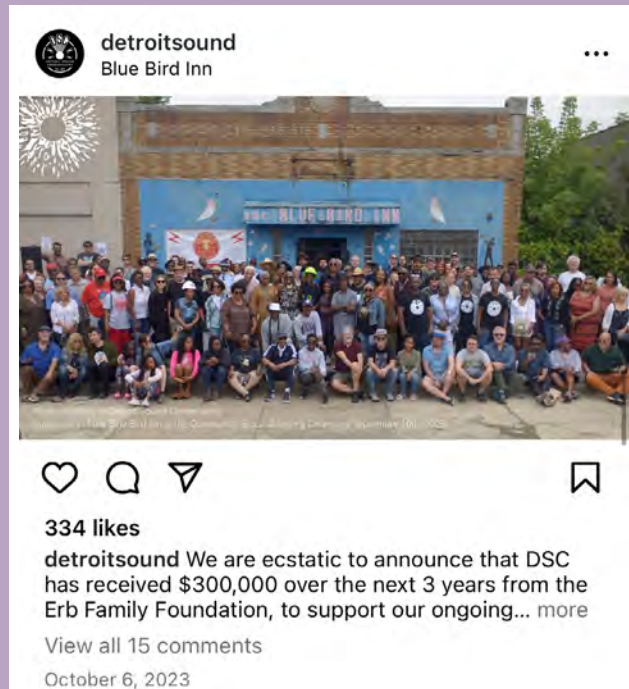 detroitsound
Blue Bird Inn
THE BLUE BIRD INN
334 likes
detroitsound We are ecstatic to announce that DSC
has received $300,000 over the next 3 years from the
Erb Family Foundation, to support our ongoing... more
View all 15 comments
October 6, 2023